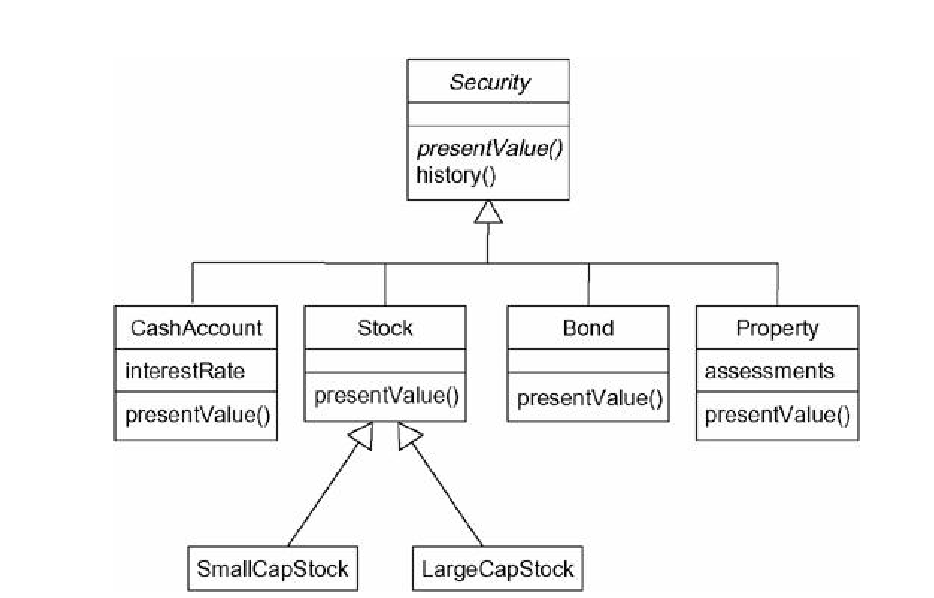 Security
presentValue()
history()
CashAccount
interestRate
presentValue()
Stock
presentValue()
Bond
presentValue()
Property
assessments
presentValue()
SmallCapStock
LargeCapStock